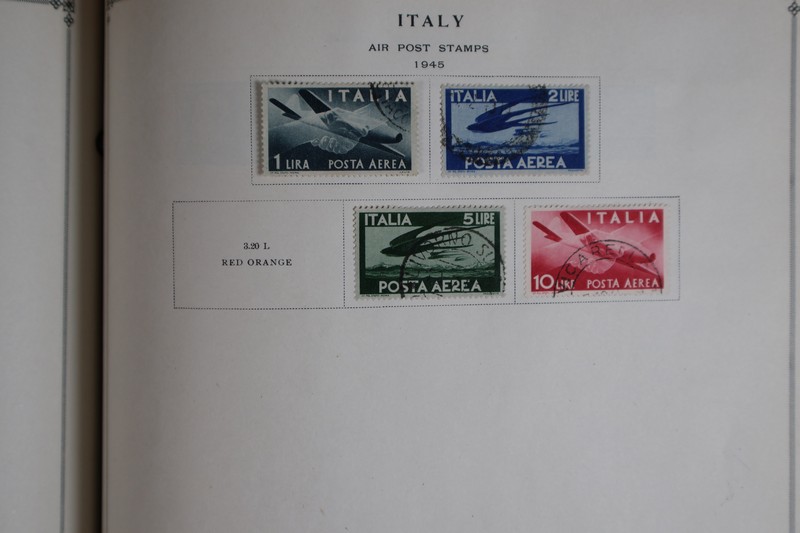 ITALY
AIR POST STAMPS
1945
ITALIA
1 LIRA POSTA AEREA
ITALIA 2 LIRE
POSTA AEREA
3.20 L
RED ORANGE
ITALIA 5 LIRE
POSTA AEREA
ITALIA
10 LIRE POSTA AEREA